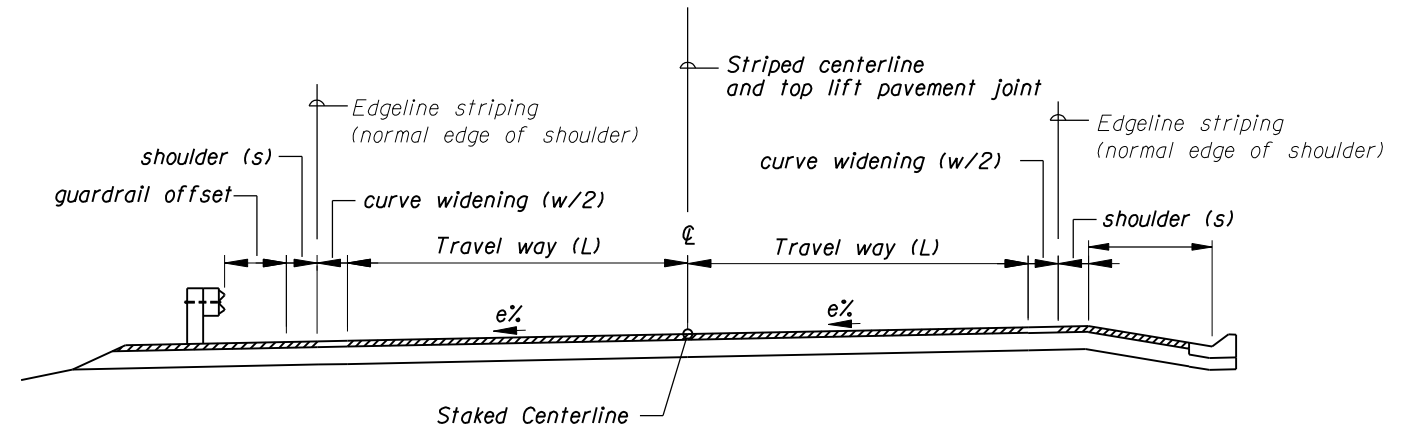 Striped centerline
and top lift pavement joint
Edgeline striping
(normal edge of shoulder)
Edgeline striping
(normal edge of shoulder)
shoulder (s)
curve widening (w/2)
guardrail offset
curve widening (w/2)
shoulder (s)
℄
Travel way (L)
Travel way (L)
e%
e%
Staked Centerline